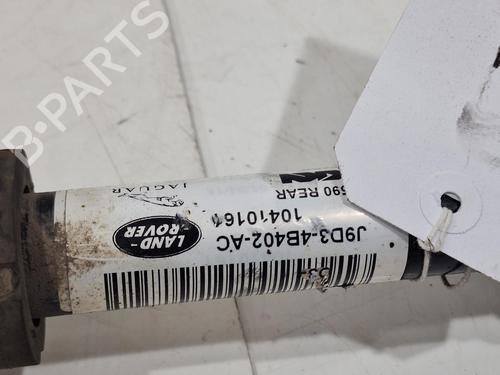 B-PARTS
JAGUAR
LAND
ROVER
590 REAR
10410161
J9D3-4B402-AC